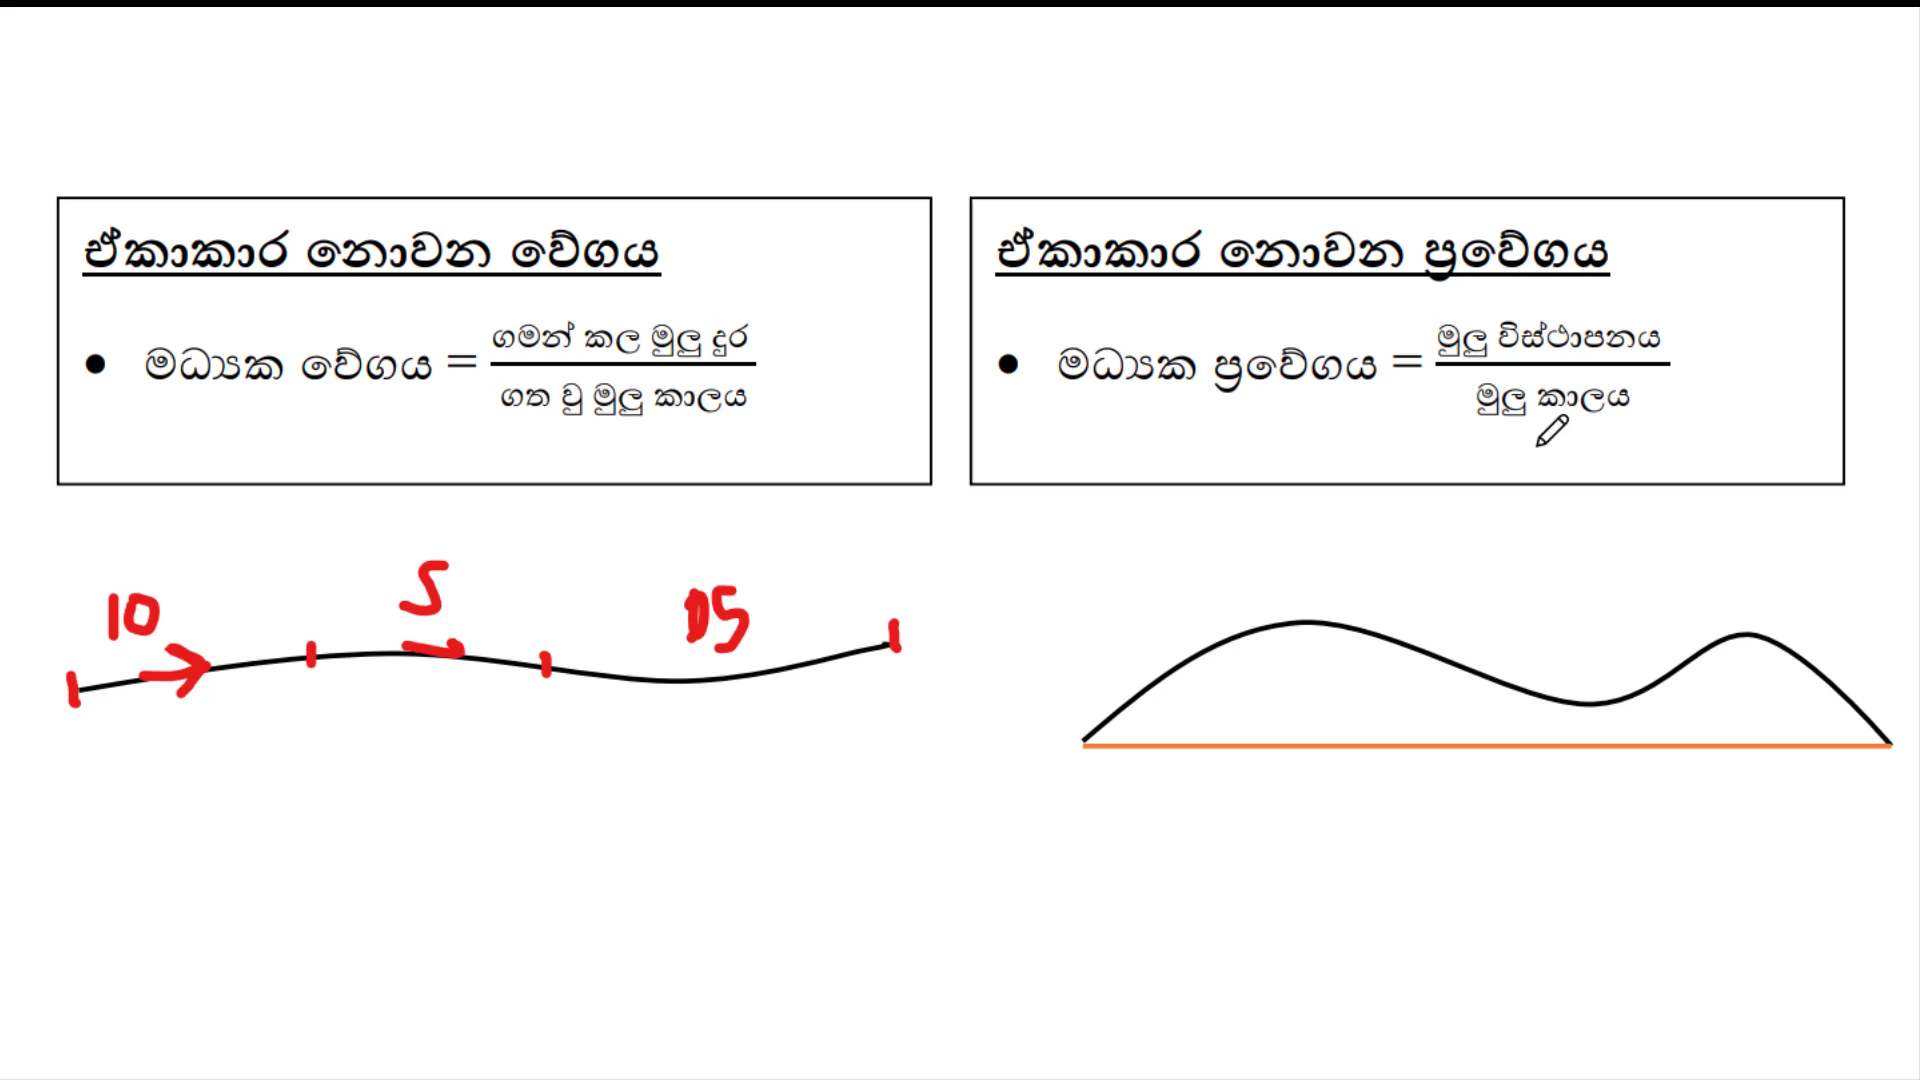 ඒකාකාර නොවන වේගය
• මධ්‍යක වේගය = ගමන් කල මුලු දුර
ගත වු මුලු කාලය
ඒකාකාර නොවන ප්‍රවේගය
• මධ්‍යක ප්‍රවේගය = මුලු විස්ථාපනය
මුලු කාලය
10
5